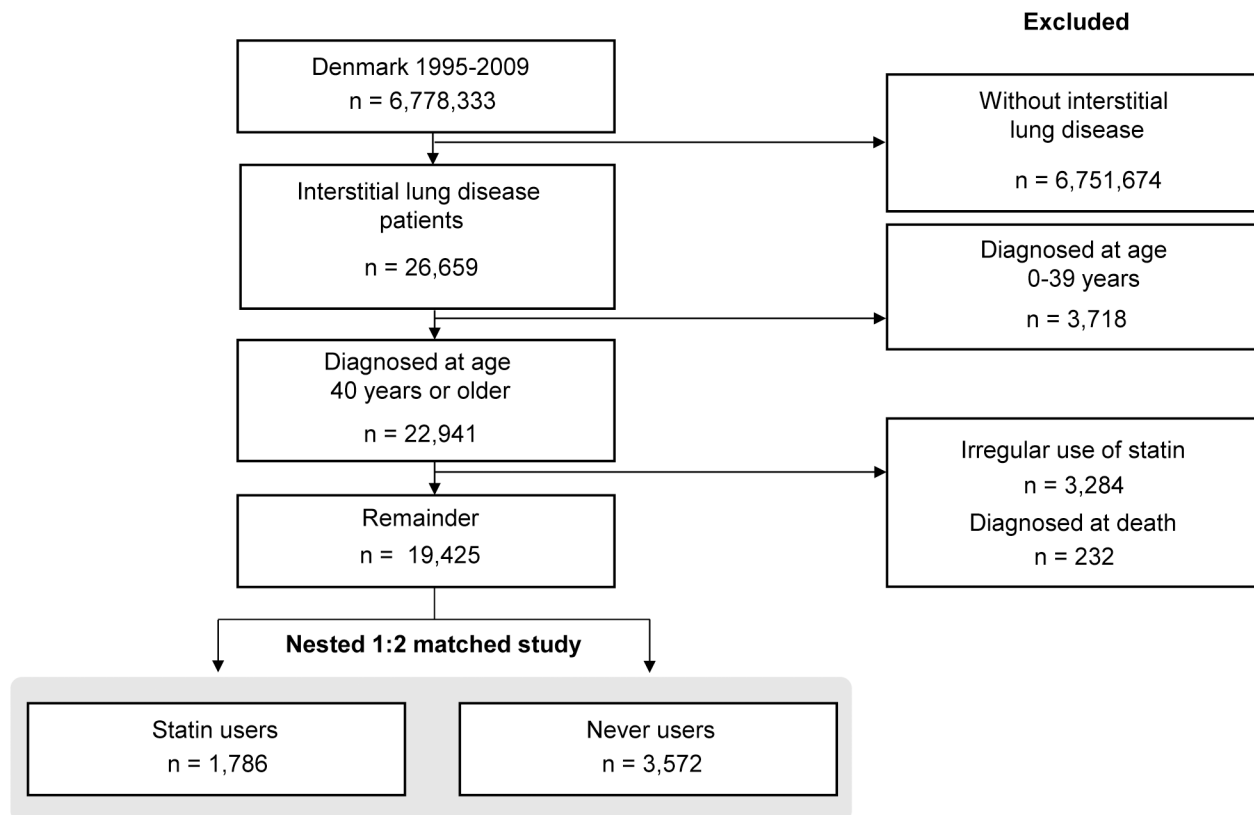 Excluded
Denmark 1995-2009
n = 6,778,333
Without interstitial
lung disease
n = 6,751,674
Interstitial lung disease
patients
n = 26,659
Diagnosed at age
0-39 years
n = 3,718
Diagnosed at age
40 years or older
n = 22,941
Irregular use of statin
n = 3,284
Diagnosed at death
n = 232
Remainder
n = 19,425
Nested 1:2 matched study
Statin users
n = 1,786
Never users
n = 3,572